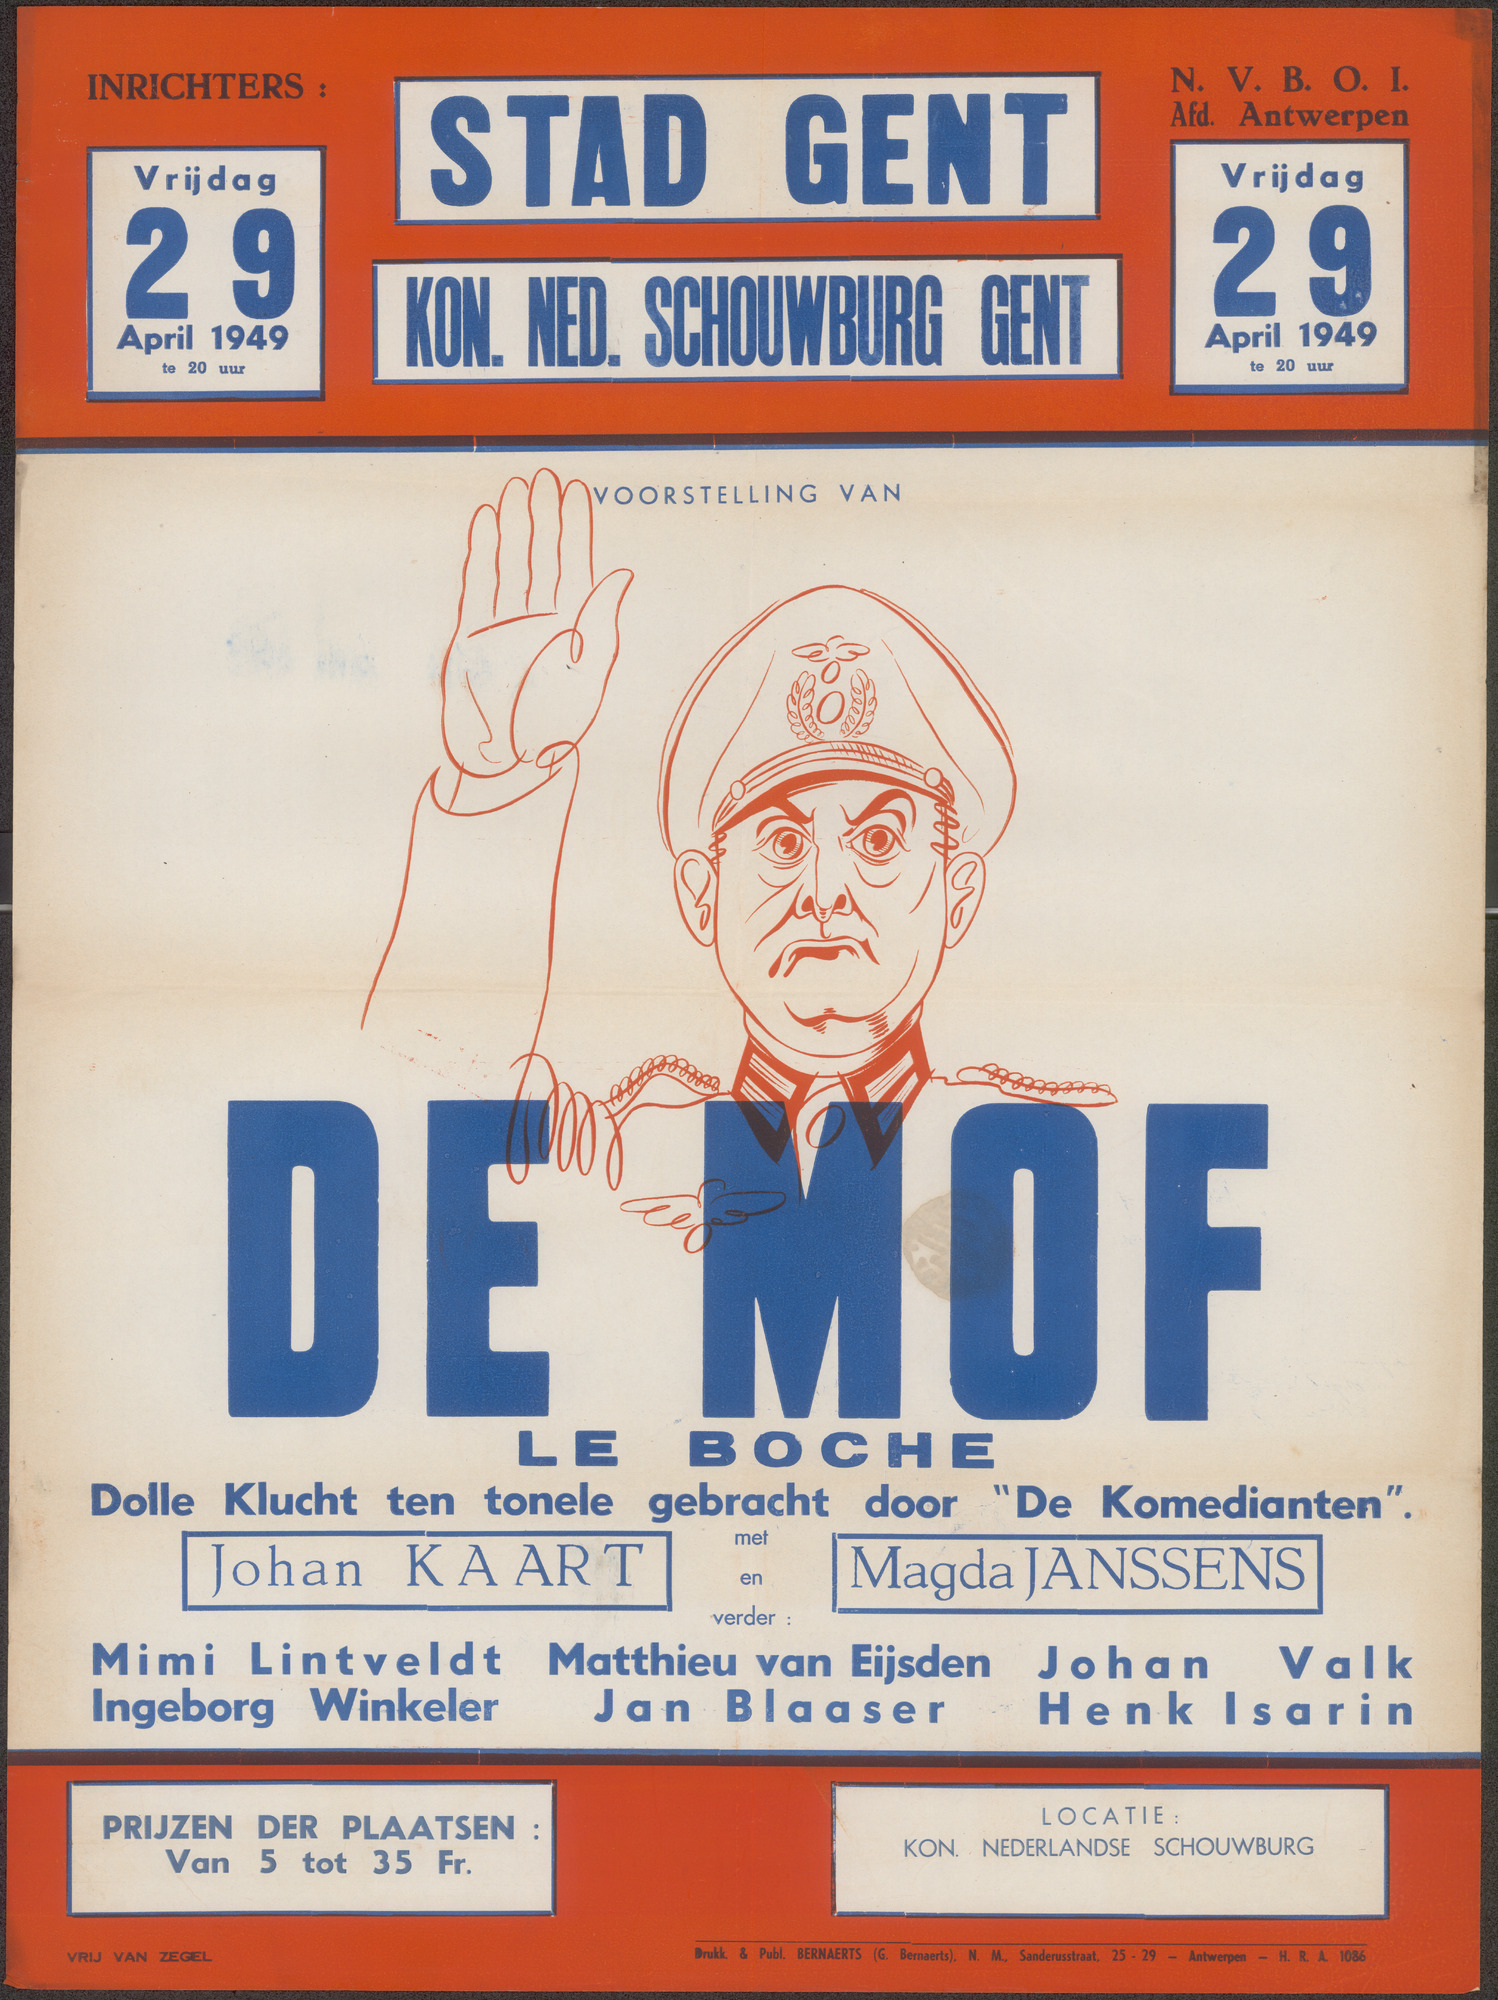 INRICHTERS :
N. V. B. O. I.
Afd. Antwerpen
STAD GENT
KON. NED. SCHOUWBURG GENT
Vrijdag
29
April 1949
te 20 uur
Vrijdag
29
April 1949
te 20 uur
VOORSTELLING VAN
DE MOF
LE BOCHE
Dolle Klucht ten tonele gebracht door "De Komedianten".
met
Johan KAART
en
Magda JANSSENS
verder :
Mimi Lintveldt Matthieu van Eijsden Johan Valk
Ingeborg Winkeler Jan Blaaser Henk Isarin
PRIJZEN DER PLAATSEN :
Van 5 tot 35 Fr.
LOCATIE :
KON. NEDERLANDSE SCHOUWBURG
VRIJ VAN ZEGEL
Drukk. & Publ. BERNAERTS (G. Bernaerts), N. M., Sanderusstraat, 25 - 29 — Antwerpen — H. R. A. 1086